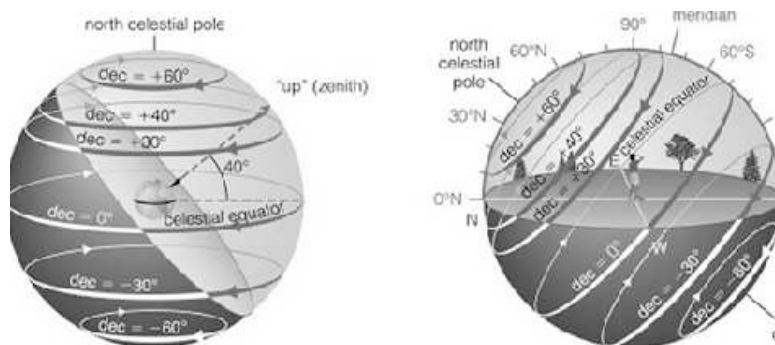 north celestial pole
dec = +60°
"up" (zenith)
dec = +40°
dec = +30°
40°
celestial equator
dec = 0°
dec = −30°
dec = −60°
90°
meridian
60°N
60°S
north
celestial
pole
30°N
0°N
N
dec = +60°
dec = 40°
dec = +30°
celestial equator
E
W
dec = 0°
dec = −30°